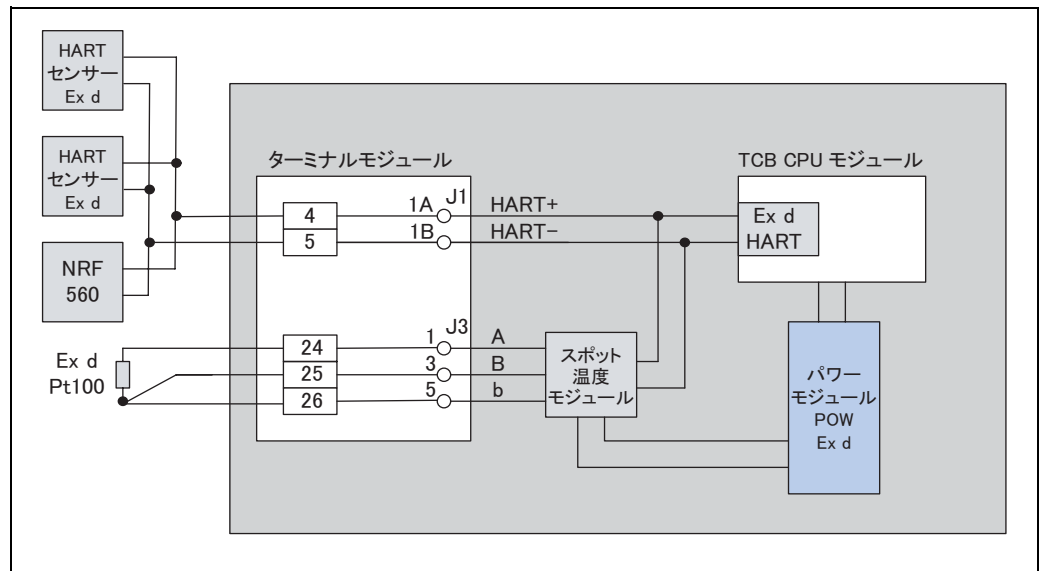 HART
センサー
Ex d
HART
センサー
Ex d
NRF
560
Ex d
Pt100
ターミナルモジュール
4
5
1A
J1
1B
HART+
HART-
24
25
26
1
J3
3
5
A
B
b
スポット
温度
モジュール
TCB CPU モジュール
Ex d
HART
パワー
モジュール
POW
Ex d